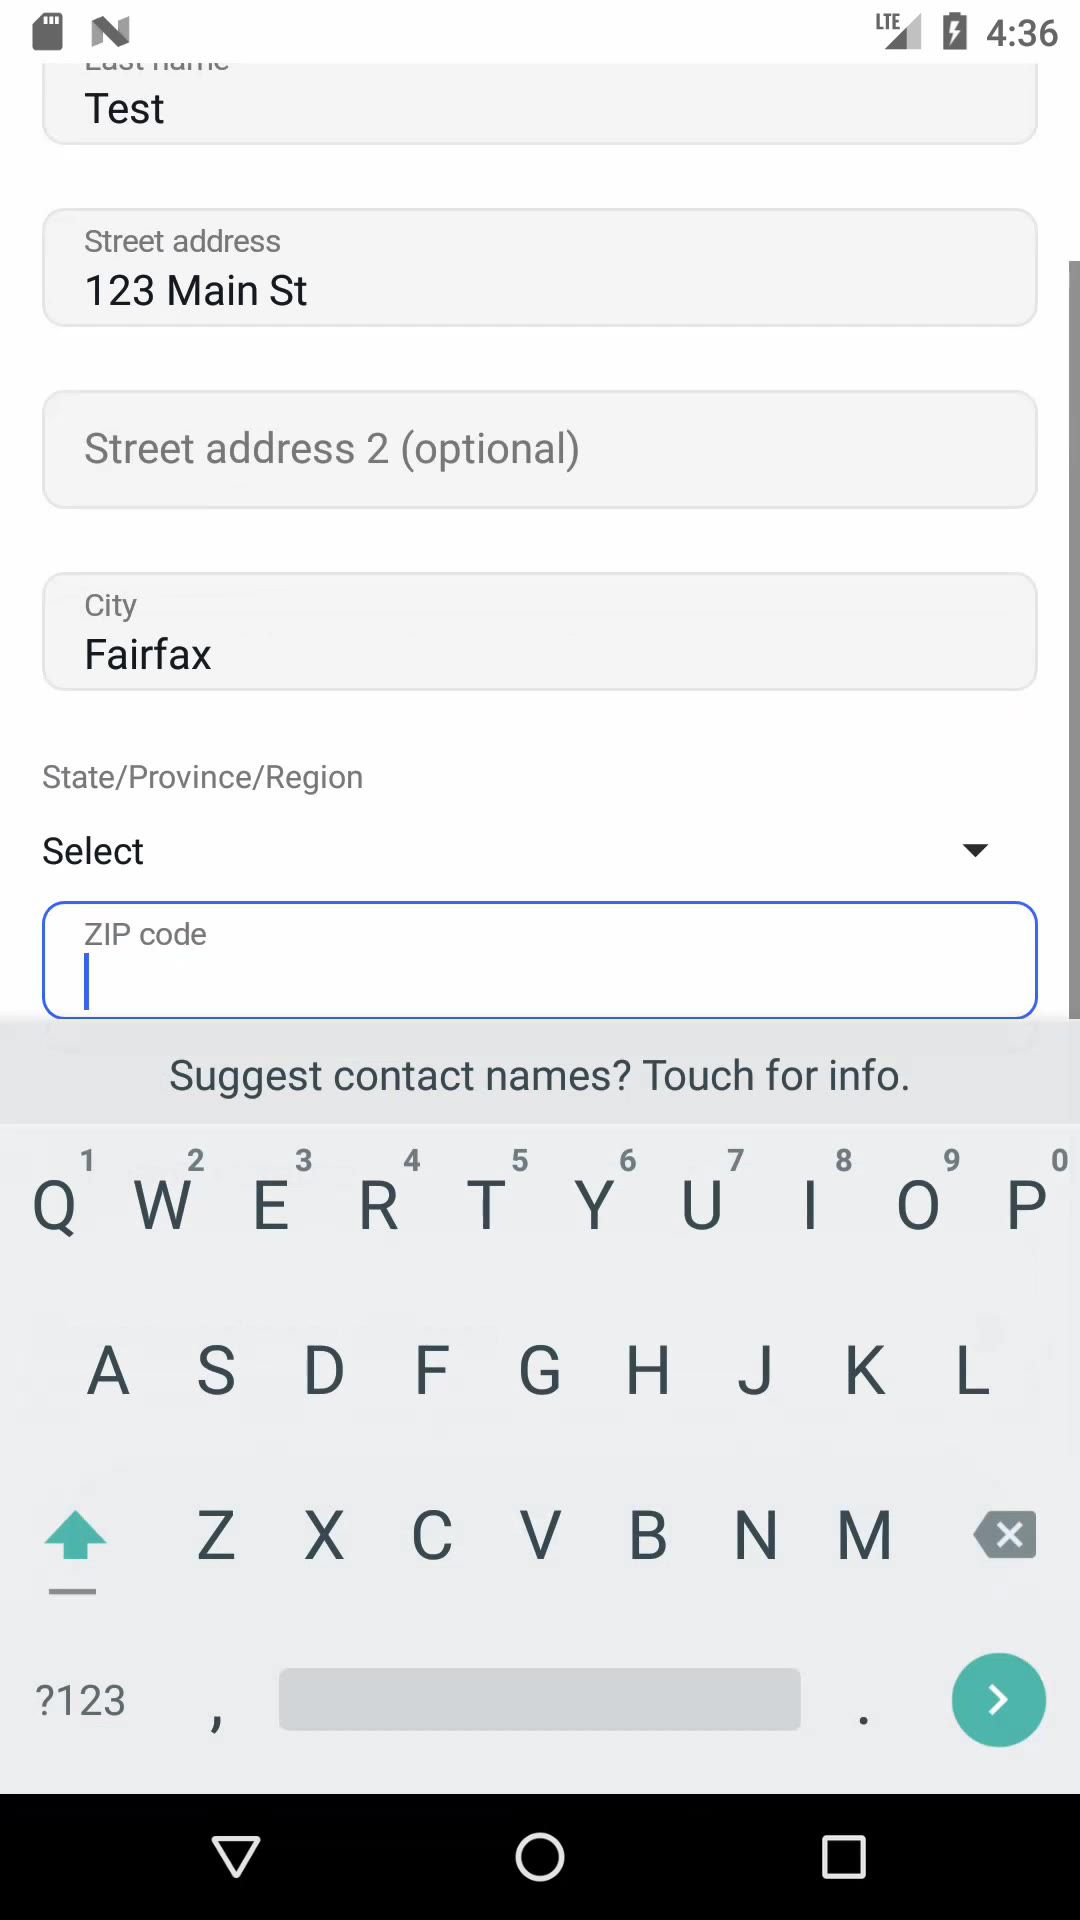 LTE 4:36
Last name
Test
Street address
123 Main St
Street address 2 (optional)
City
Fairfax
State/Province/Region
Select
ZIP code
Suggest contact names? Touch for info.
1 2 3 4 5 6 7 8 9 0
Q W E R T Y U I O P
A S D F G H J K L
Z X C V B N M
?123 , .